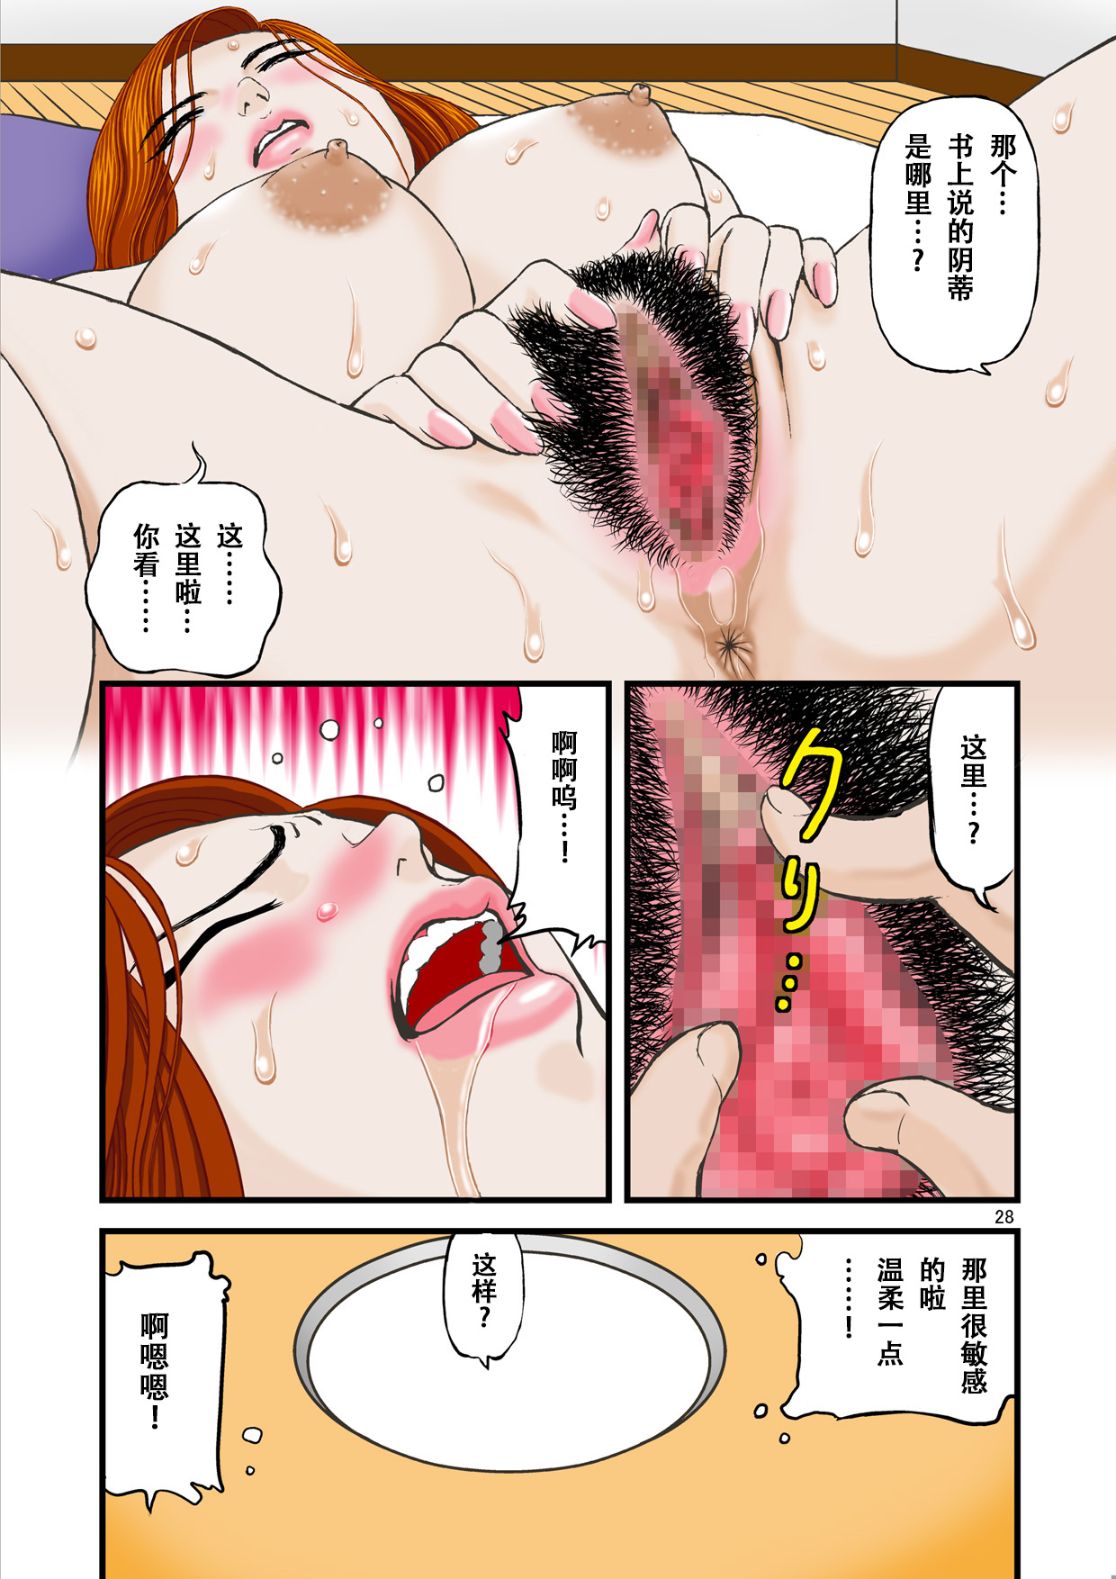 那个…
书上说的阴蒂
是哪里…?
这……
这里啦…
你看……
这里…?
クリ…
啊啊呜…!
28
那里很敏感
的啦
温柔一点
……!
这样?
啊嗯嗯!